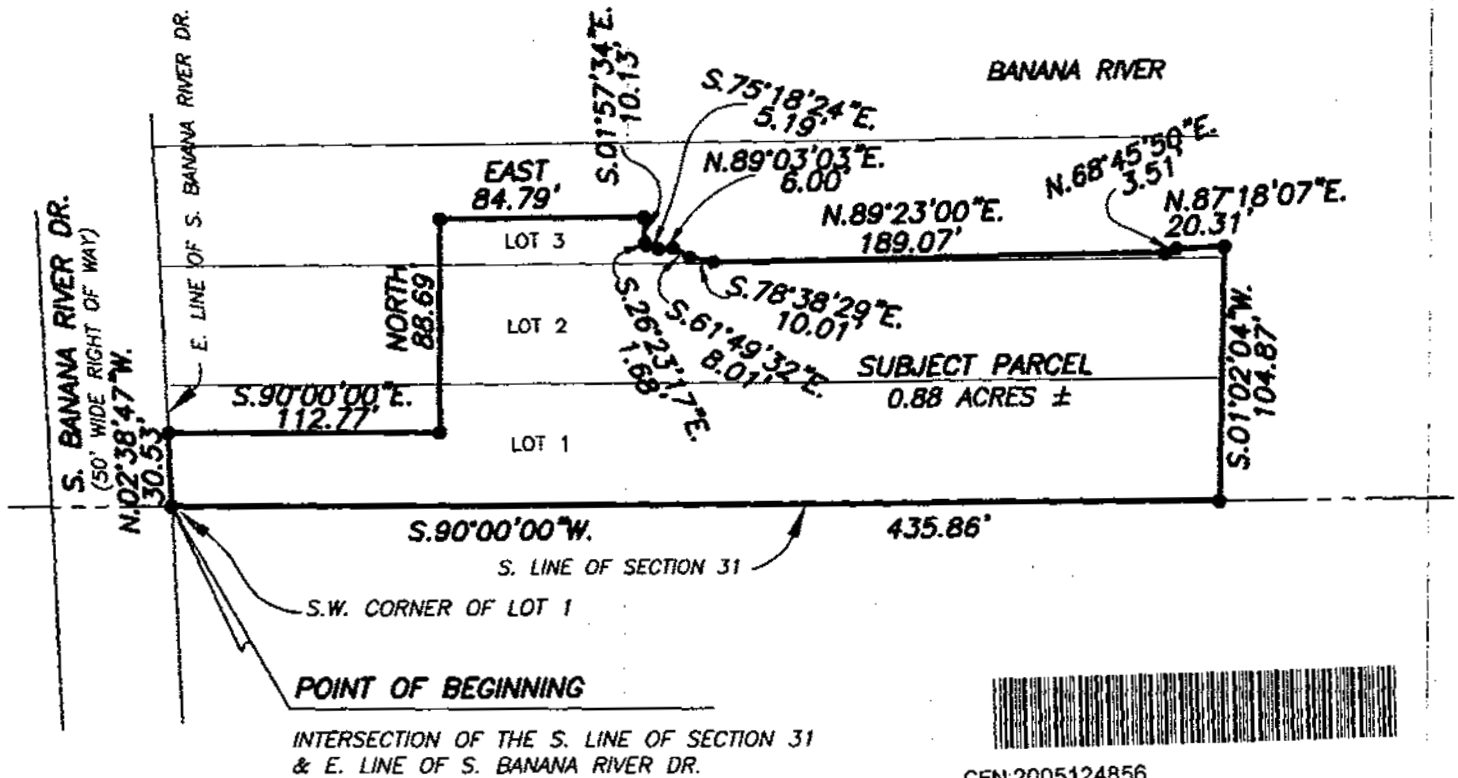 BANANA RIVER
E. LINE OF S. BANANA RIVER DR.
S. BANANA RIVER DR.
(50' WIDE RIGHT OF WAY)
N.02°38'47"W.
30.53'
S.90°00'00"E.
112.77'
NORTH
88.69'
EAST
84.79'
S.01°57'34"E.
10.13'
S.26°23'17"E.
1.68'
S.75°18'24"E.
5.19'
N.89°03'03"E.
6.00'
S.61°49'32"E.
8.01'
S.78°38'29"E.
10.01'
N.89°23'00"E.
189.07'
N.68°45'50"E.
3.51'
N.87°18'07"E.
20.31'
S.01°02'04"W.
104.87'
LOT 3
LOT 2
LOT 1
SUBJECT PARCEL
0.88 ACRES ±
S.90°00'00"W. 435.86'
S. LINE OF SECTION 31
S.W. CORNER OF LOT 1
POINT OF BEGINNING
INTERSECTION OF THE S. LINE OF SECTION 31
& E. LINE OF S. BANANA RIVER DR.
CFN:2005124856